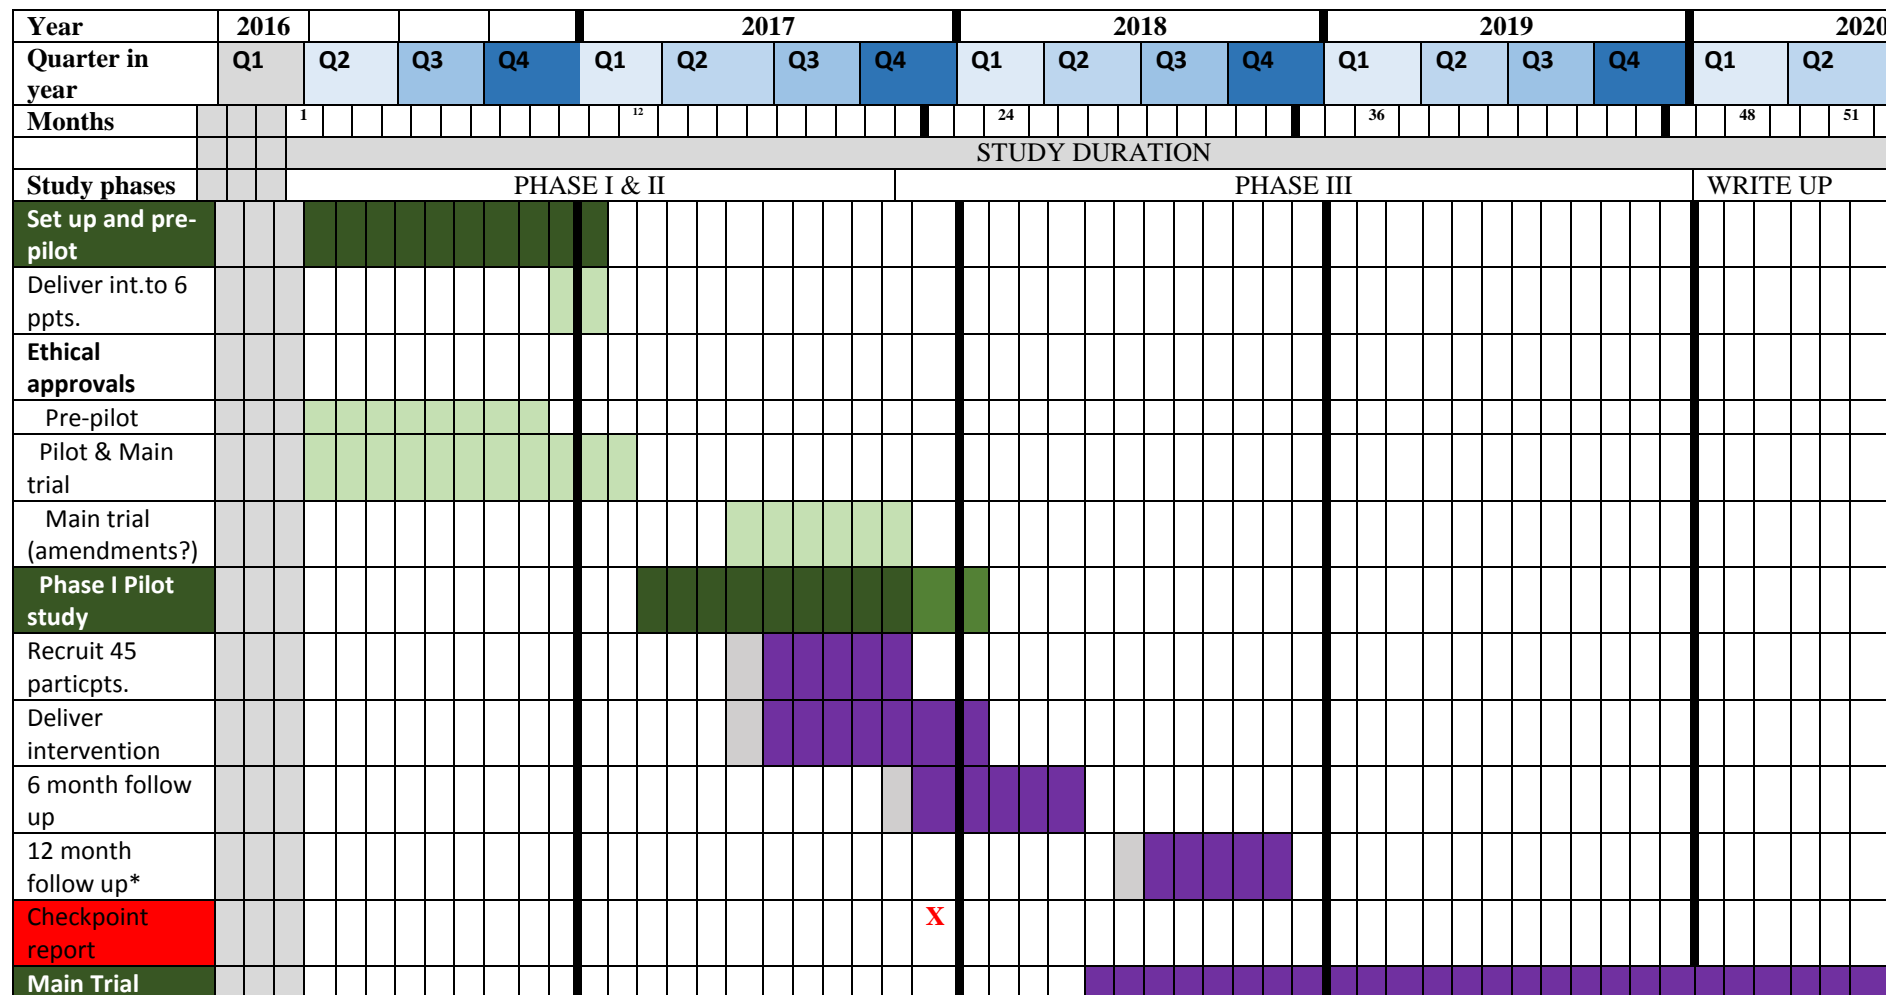 Year 2016 2017 2018 2019 2020
Quarter in Q1 Q2 Q3 Q4 Q1 Q2 Q3 Q4 Q1 Q2 Q3 Q4 Q1 Q2 Q3 Q4 Q1 Q2
year
Months 1 12 24 36 48 51
STUDY DURATION
Study phases PHASE I & II PHASE III WRITE UP
Set up and pre-
pilot
Deliver int.to 6
ppts.
Ethical
approvals
Pre-pilot
Pilot & Main
trial
Main trial
(amendments?)
Phase I Pilot
study
Recruit 45
particpts.
Deliver
intervention
6 month follow
up
12 month
follow up*
Checkpoint X
report
Main Trial